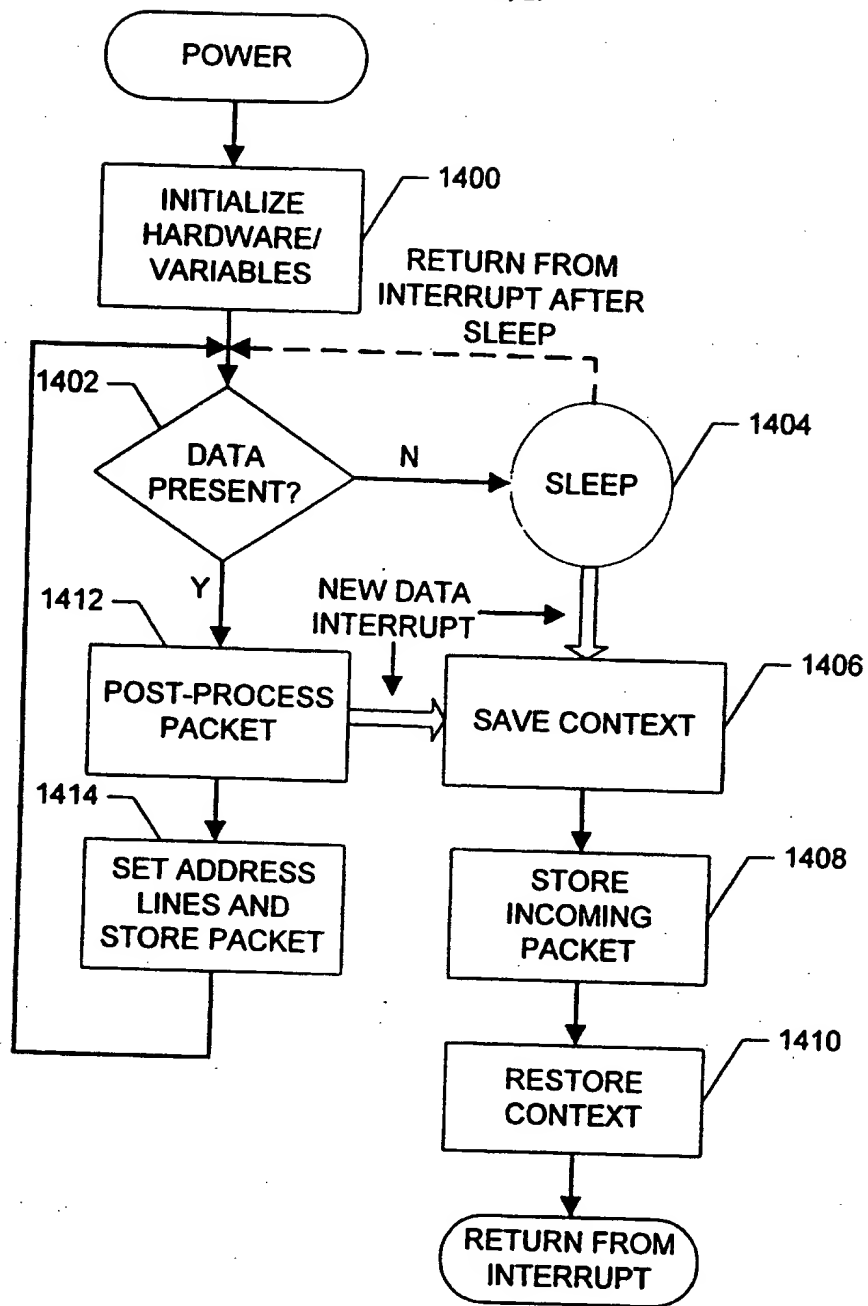 POWER
1400
INITIALIZE
HARDWARE/
VARIABLES
RETURN FROM
INTERRUPT AFTER
SLEEP
1402
DATA
PRESENT?
N
SLEEP
1404
Y
NEW DATA
INTERRUPT
1412
POST-PROCESS
PACKET
SAVE CONTEXT
1406
1414
SET ADDRESS
LINES AND
STORE PACKET
STORE
INCOMING
PACKET
1408
RESTORE
CONTEXT
1410
RETURN FROM
INTERRUPT